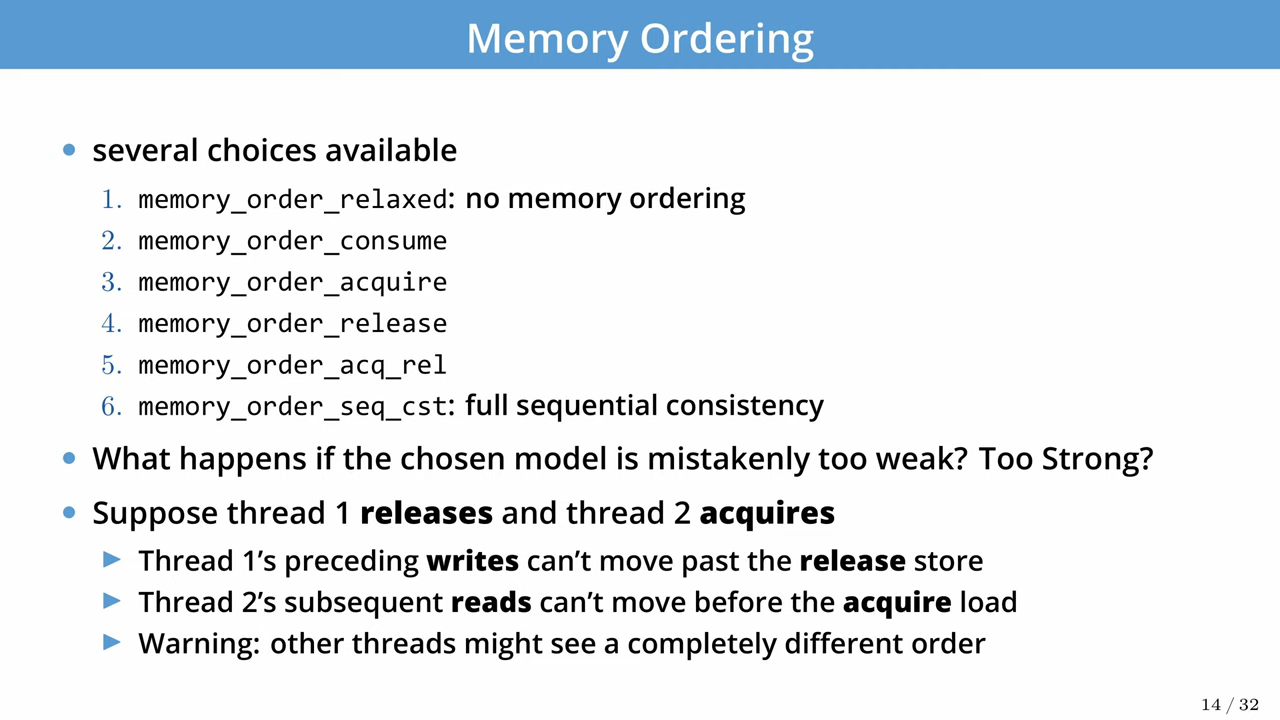 Memory Ordering
• several choices available
1. memory_order_relaxed: no memory ordering
2. memory_order_consume
3. memory_order_acquire
4. memory_order_release
5. memory_order_acq_rel
6. memory_order_seq_cst: full sequential consistency
• What happens if the chosen model is mistakenly too weak? Too Strong?
• Suppose thread 1 releases and thread 2 acquires
▶ Thread 1’s preceding writes can’t move past the release store
▶ Thread 2’s subsequent reads can’t move before the acquire load
▶ Warning: other threads might see a completely different order
14 / 32